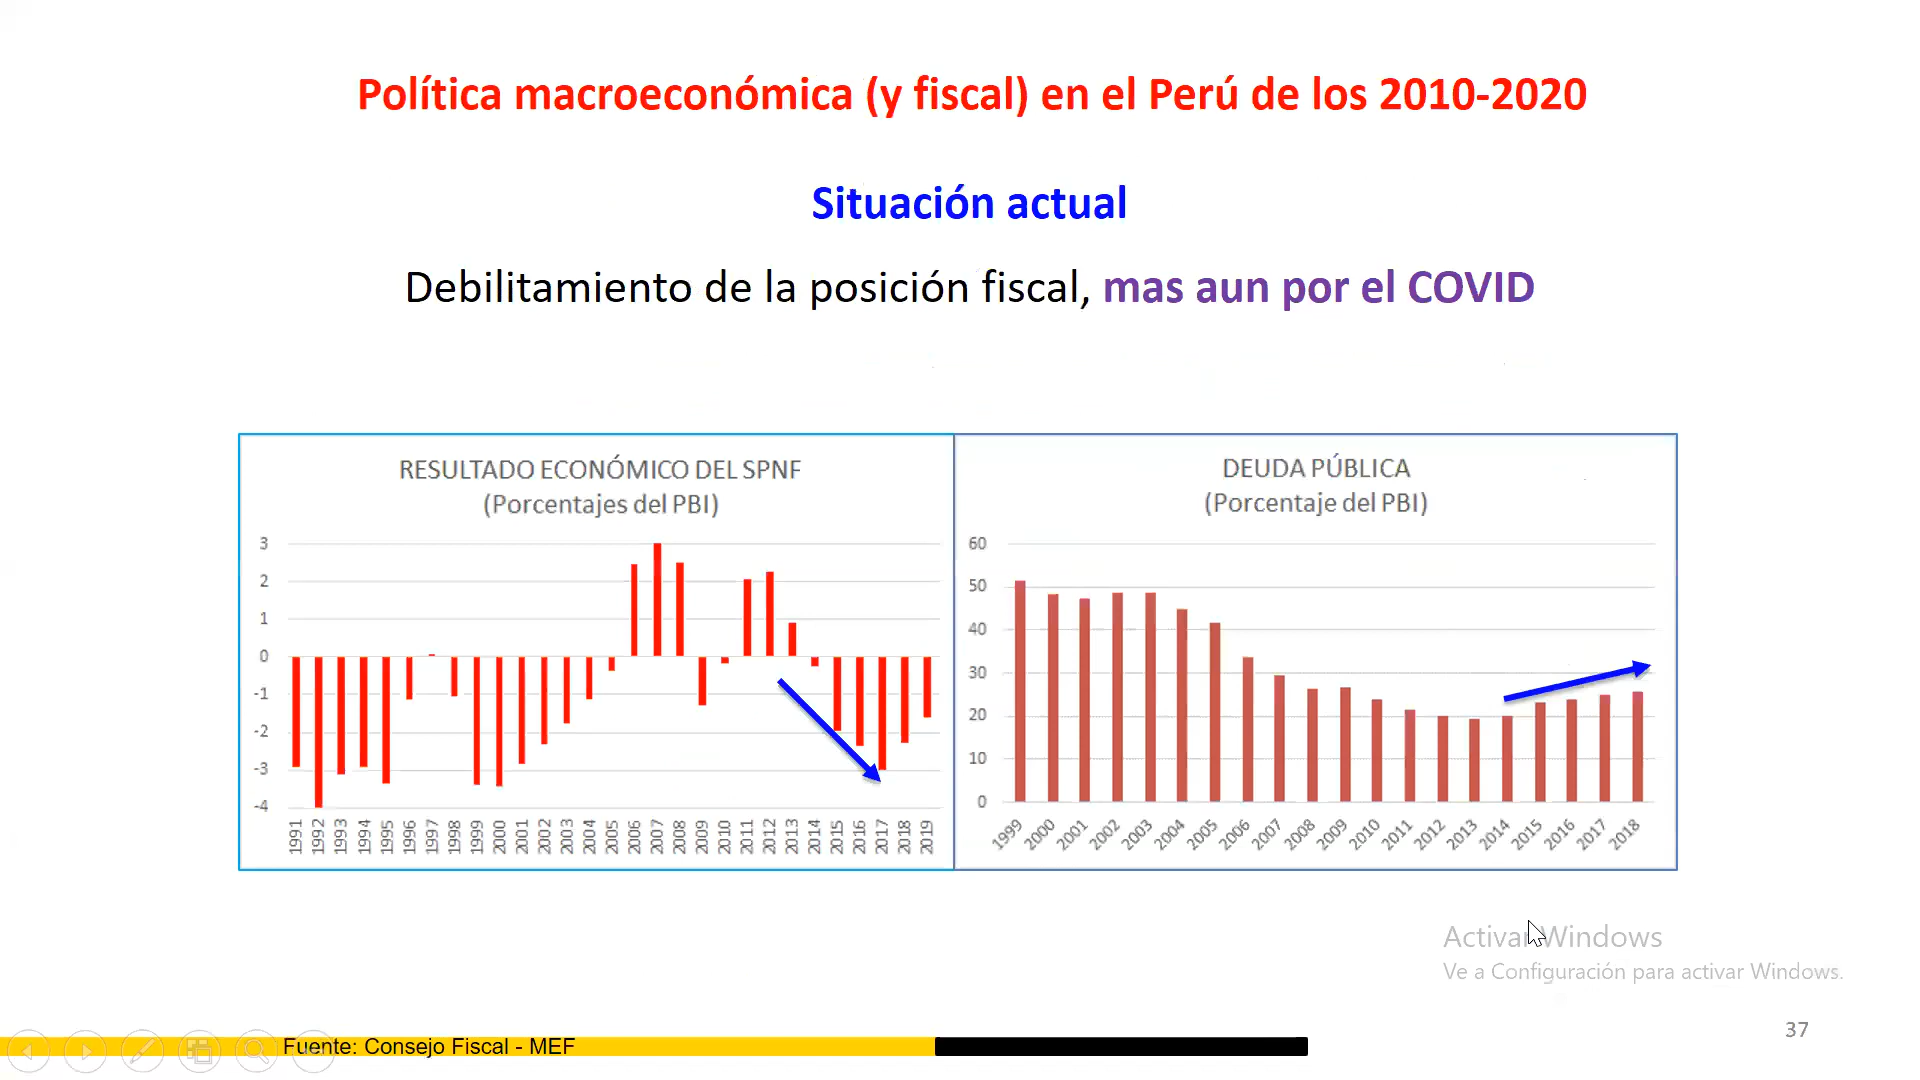 Política macroeconómica (y fiscal) en el Perú de los 2010-2020
Situación actual
Debilitamiento de la posición fiscal, mas aun por el COVID
RESULTADO ECONÓMICO DEL SPNF
(Porcentajes del PBI)
3
2
1
0
-1
-2
-3
-4
1991 1992 1993 1994 1995 1996 1997 1998 1999 2000 2001 2002 2003 2004 2005 2006 2007 2008 2009 2010 2011 2012 2013 2014 2015 2016 2017 2018 2019
DEUDA PÚBLICA
(Porcentaje del PBI)
60
50
40
30
20
10
0
1999 2000 2001 2002 2003 2004 2005 2006 2007 2008 2009 2010 2011 2012 2013 2014 2015 2016 2017 2018
Activar Windows
Ve a Configuración para activar Windows.
37
Fuente: Consejo Fiscal - MEF